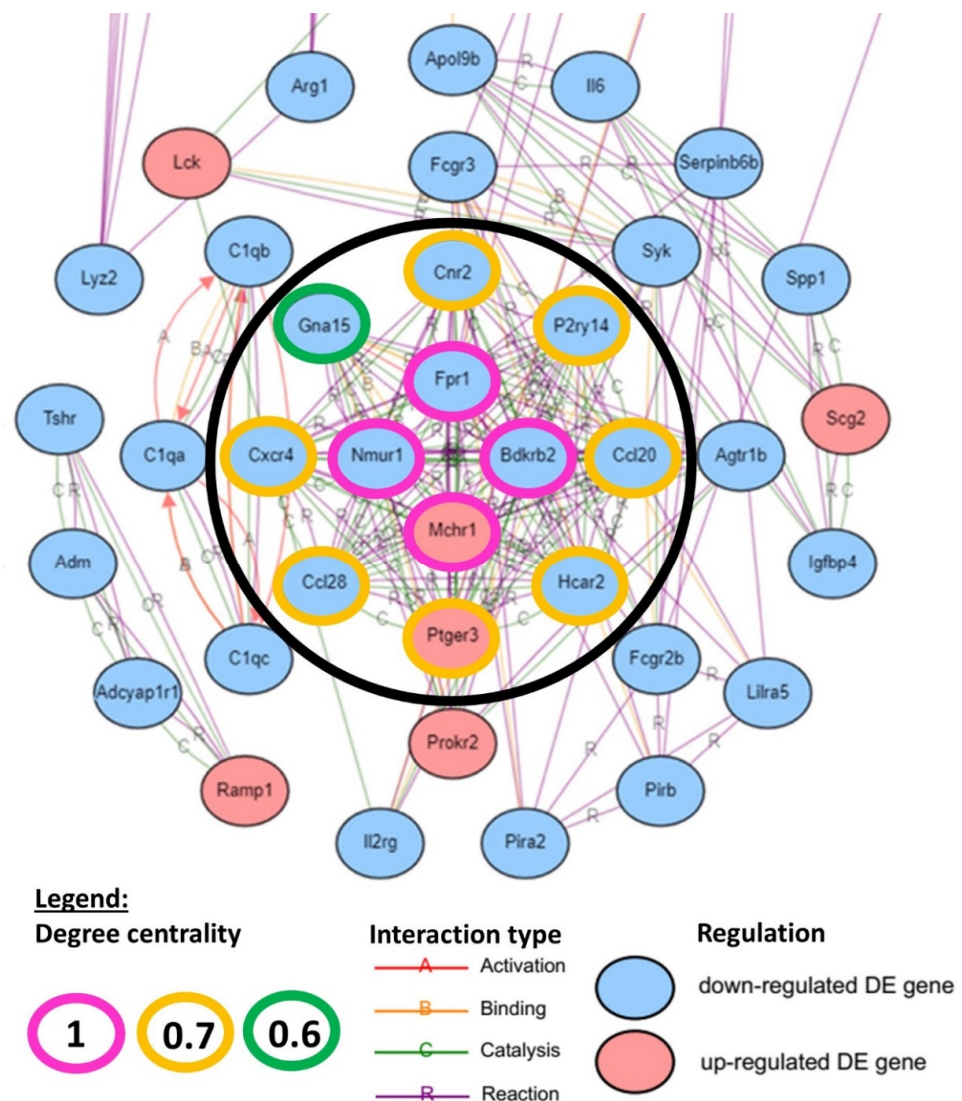 Apol9b
Il6
Arg1
Lck
Fcgr3
Serpinb6b
Lyz2
C1qb
Cnr2
Syk
Spp1
Gna15
P2ry14
Fpr1
Tshr
C1qa
Cxcr4
Nmur1
Bdkrb2
Ccl20
Agtr1b
Scg2
Mchr1
Adm
Ccl28
Hcar2
Igfbp4
Ptger3
C1qc
Fcgr2b
Adcyap1r1
Lilra5
Prokr2
Ramp1
Pirb
Il2rg
Pira2
Legend:
Degree centrality
1 0.7 0.6
Interaction type
A Activation
B Binding
C Catalysis
R Reaction
Regulation
down-regulated DE gene
up-regulated DE gene